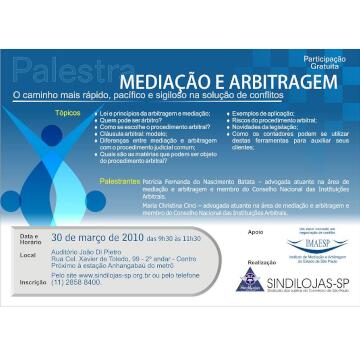 Palestra
Participação
Gratuita
MEDIAÇÃO E ARBITRAGEM
O caminho mais rápido, pacífico e sigiloso na solução de conflitos
Tópicos
• Lei e princípios da arbitragem e mediação;
• Quem pode ser árbitro?
• Como se escolhe o procedimento arbitral?
• Cláusula arbitral: modelo;
• Diferenças entre mediação e arbitragem
com o procedimento judicial comum;
• Quais são as matérias que podem ser objeto
do procedimento arbitral?
• Exemplos de aplicação;
• Riscos do procedimento arbitral;
• Novidades da legislação;
• Como os contadores podem se utilizar
destas ferramentas para auxiliar seus
clientes;
Palestrantes
Patrícia Fernanda do Nascimento Batata – advogada atuante na área de
mediação e arbitragem e membro do Conselho Nacional das Instituições
Arbitrais.
Maria Christina Cinci – advogada atuante na área de mediação e arbitragem e
membro do Conselho Nacional das Instituições Arbitrais.
Data e
Horário
30 de março de 2010 das 9h30 às 11h30
Local
Auditório João Di Pietro
Rua Cel. Xavier de Toledo, 99 - 2º andar - Centro
Próximo à estação Anhangabaú do metrô
Inscrição
Pelo site www.sindilojas-sp.org.br ou pelo telefone
(11) 2858 8400.
Apoio
IMAESP
Instituto de Mediação e Arbitragem
do Estado de São Paulo
Realização
SINDILOJAS-SP